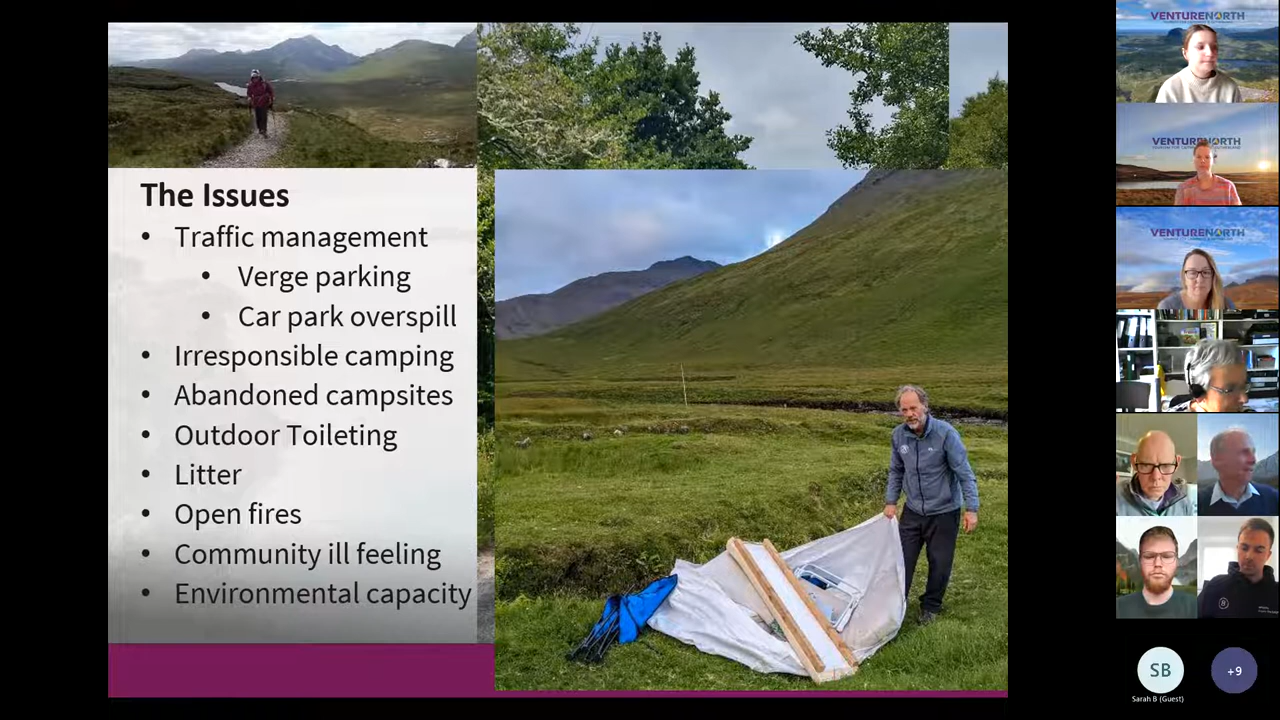 The Issues
• Traffic management
• Verge parking
• Car park overspill
• Irresponsible camping
• Abandoned campsites
• Outdoor Toileting
• Litter
• Open fires
• Community ill feeling
• Environmental capacity
VENTURENORTH
VENTURENORTH
VENTURENORTH
SB
+9
Sarah B (Guest)